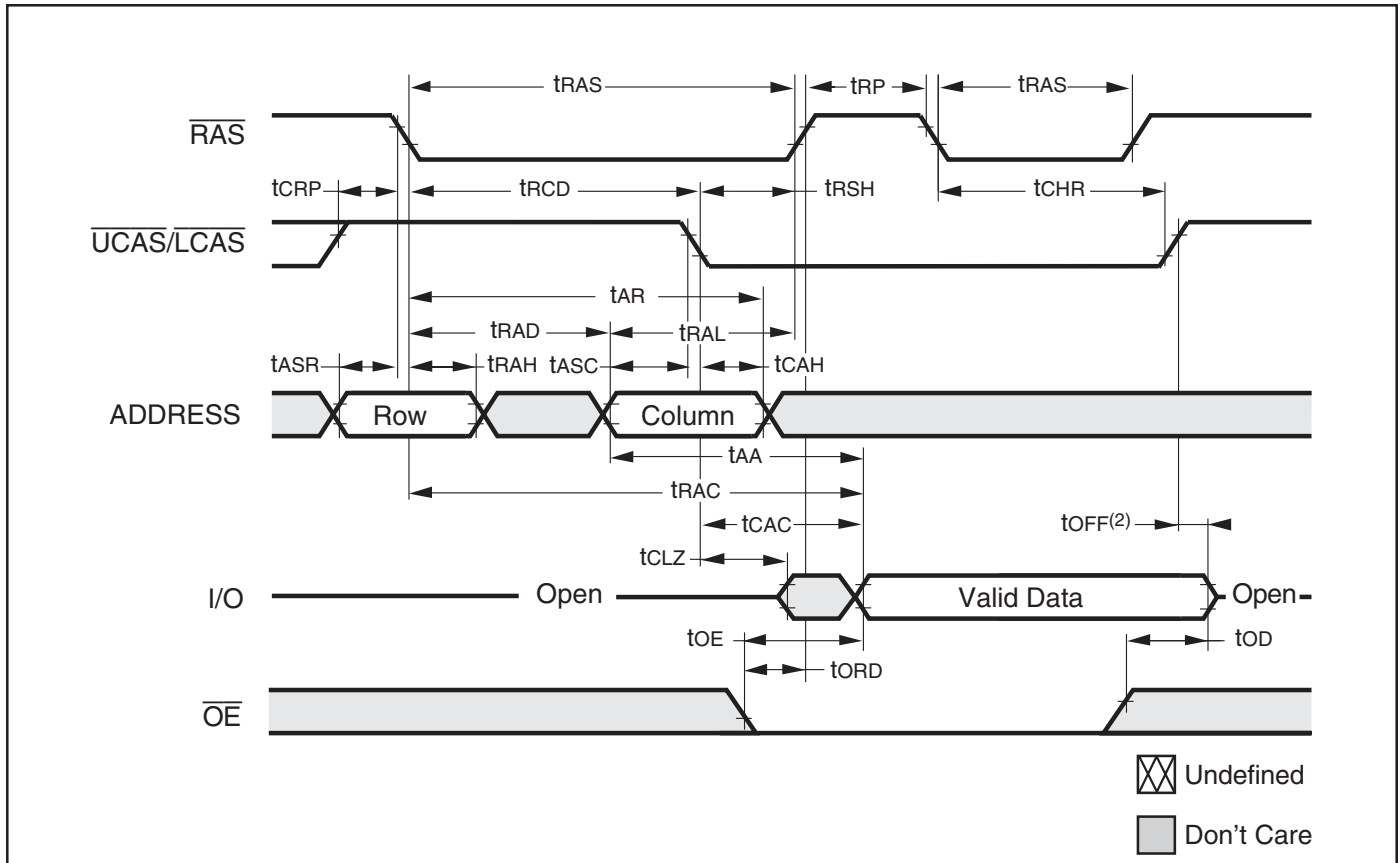 tRAS tRP tRAS
RAS
tCRP tRCD tRSH tCHR
UCAS/LCAS
tAR
tRAD tRAL
tASR tRAH tASC tCAH
ADDRESS Row Column
tAA
tRAC
tCAC tOFF(2)
tCLZ
I/O Open Valid Data Open
tOE tOD
tORD
OE
Undefined
Don't Care